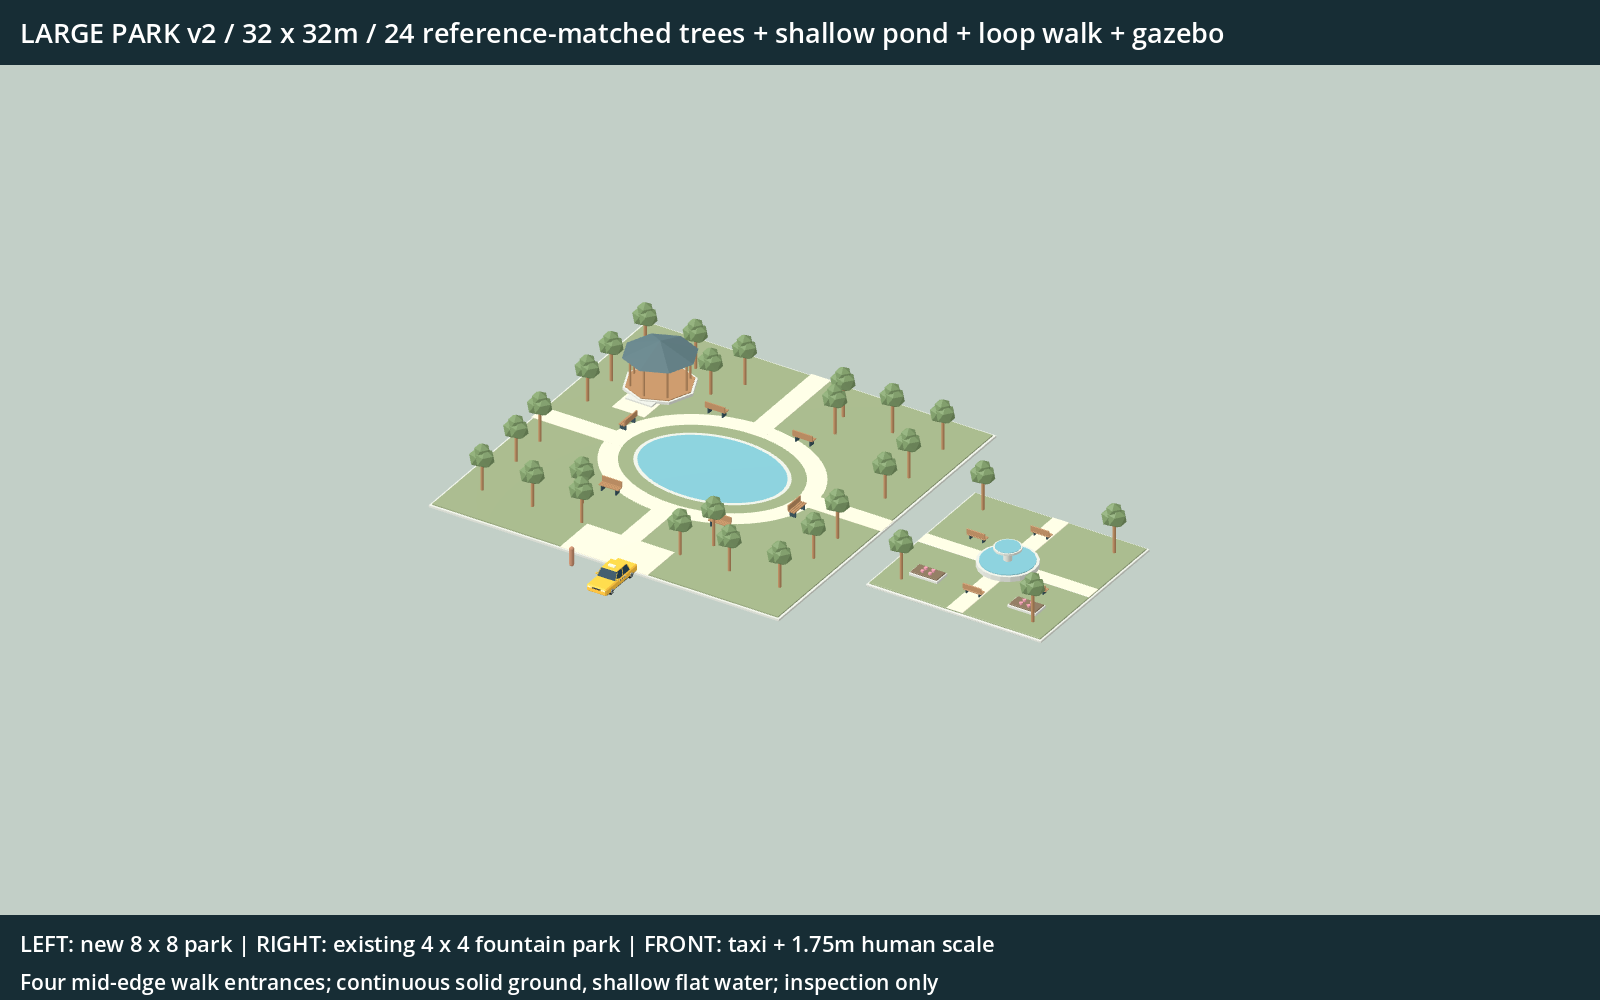 LARGE PARK v2 / 32 x 32m / 24 reference-matched trees + shallow pond + loop walk + gazebo
LEFT: new 8 x 8 park | RIGHT: existing 4 x 4 fountain park | FRONT: taxi + 1.75m human scale
Four mid-edge walk entrances; continuous solid ground, shallow flat water; inspection only